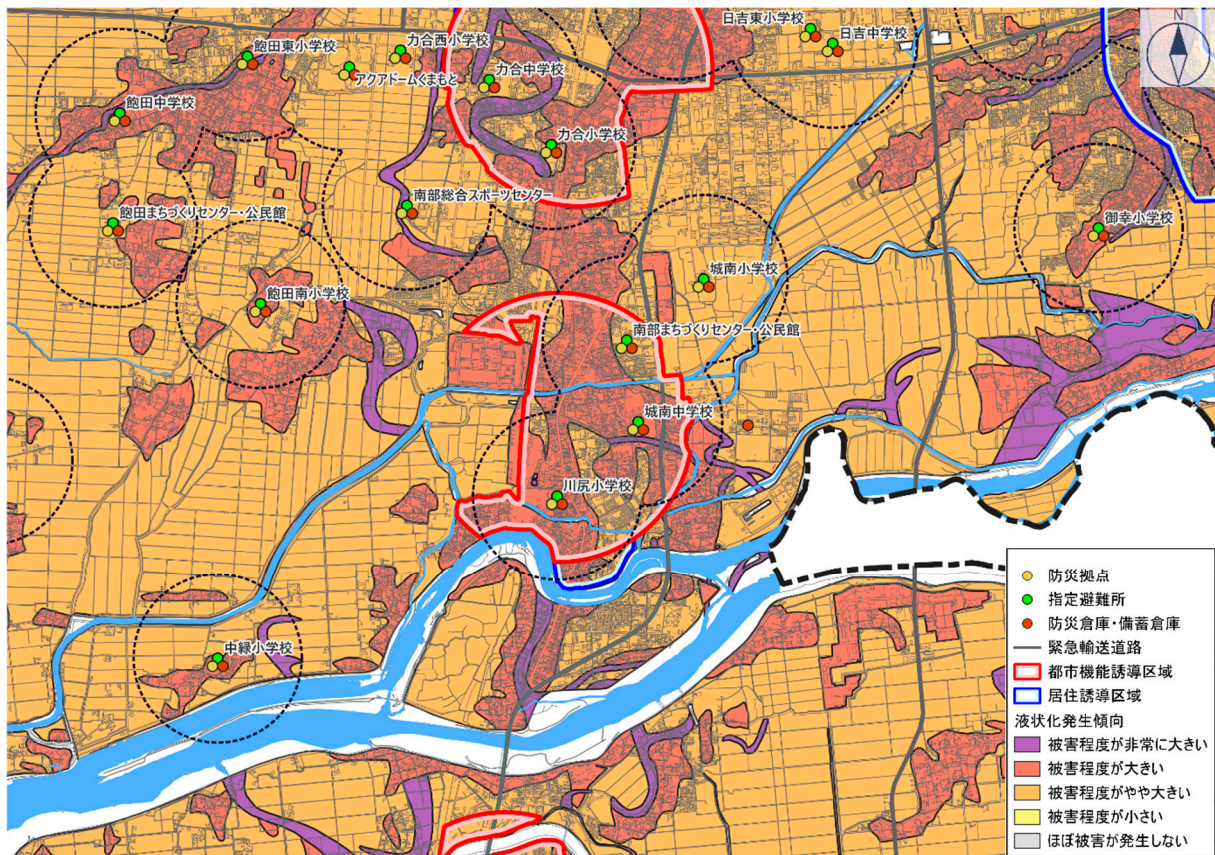 日吉東小学校
日吉中学校
N
飽田東小学校
力合西小学校
アクアドームくまもと
力合中学校
飽田中学校
力合小学校
南部総合スポーツセンター
飽田まちづくりセンター・公民館
御幸小学校
飽田南小学校
城南小学校
南部まちづくりセンター・公民館
城南中学校
川尻小学校
中緑小学校
防災拠点
指定避難所
防災倉庫・備蓄倉庫
緊急輸送道路
都市機能誘導区域
居住誘導区域
液状化発生傾向
被害程度が非常に大きい
被害程度が大きい
被害程度がやや大きい
被害程度が小さい
ほぼ被害が発生しない